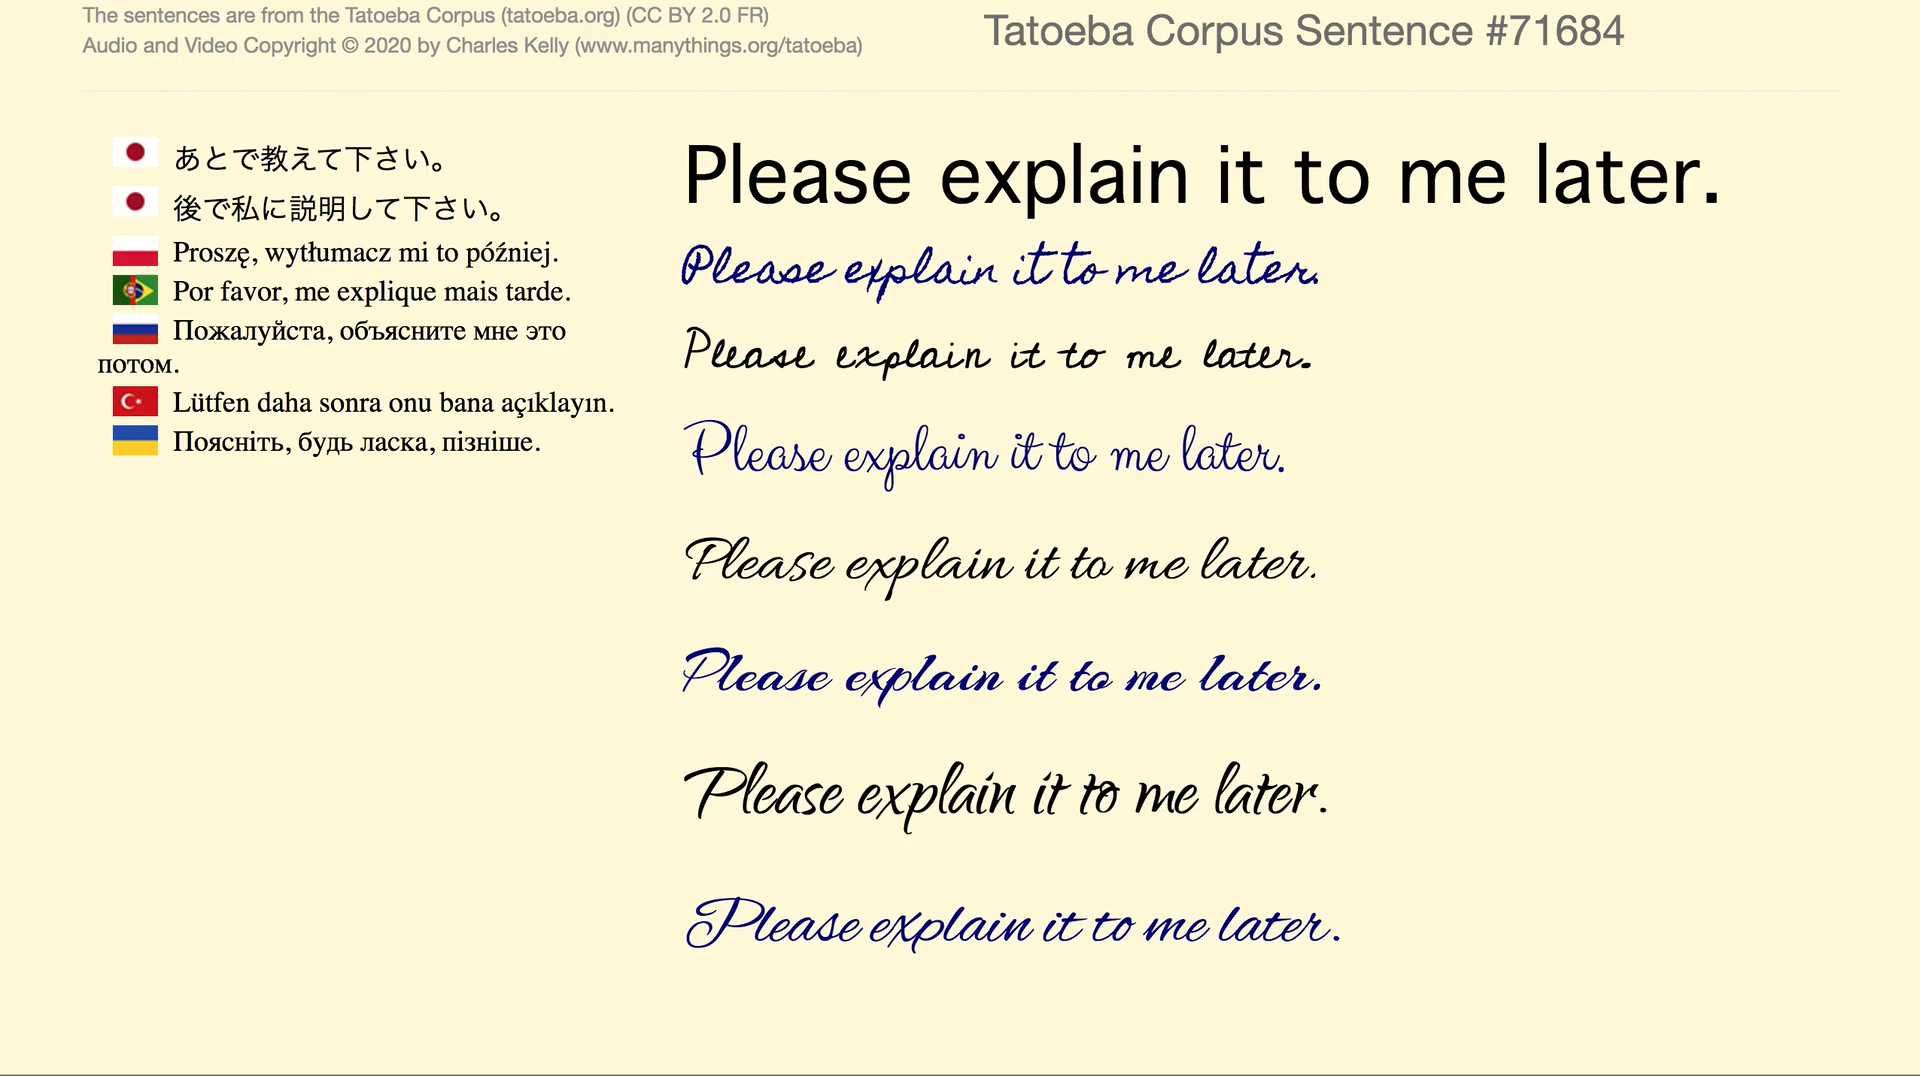 The sentences are from the Tatoeba Corpus (tatoeba.org) (CC BY 2.0 FR)
Audio and Video Copyright © 2020 by Charles Kelly (www.manythings.org/tatoeba)
Tatoeba Corpus Sentence #71684
あとで教えて下さい。
後で私に説明して下さい。
Proszę, wytłumacz mi to później.
Por favor, me explique mais tarde.
Пожалуйста, объясните мне это
потом.
Lütfen daha sonra onu bana açıklayın.
Поясніть, будь ласка, пізніше.
Please explain it to me later.
Please explain it to me later.
Please explain it to me later.
Please explain it to me later.
Please explain it to me later.
Please explain it to me later.
Please explain it to me later.
Please explain it to me later.